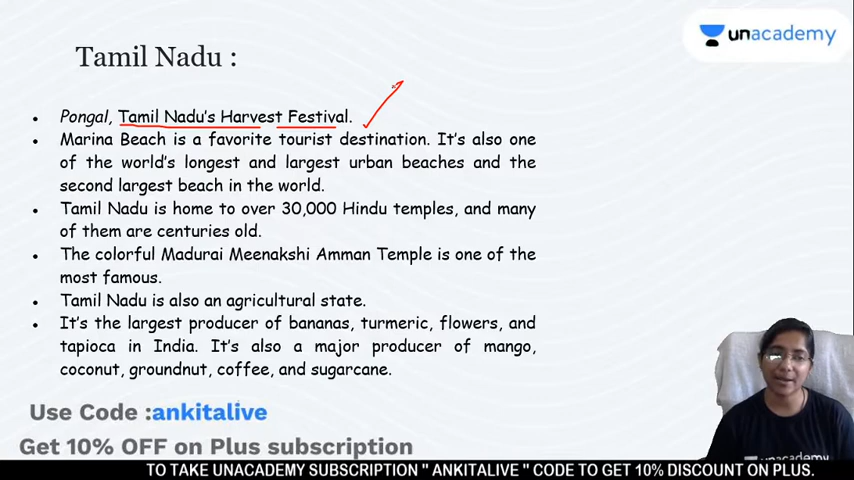 unacademy
Tamil Nadu :
• Pongal, Tamil Nadu's Harvest Festival.
• Marina Beach is a favorite tourist destination. It's also one
of the world's longest and largest urban beaches and the
second largest beach in the world.
• Tamil Nadu is home to over 30,000 Hindu temples, and many
of them are centuries old.
• The colorful Madurai Meenakshi Amman Temple is one of the
most famous.
• Tamil Nadu is also an agricultural state.
• It's the largest producer of bananas, turmeric, flowers, and
tapioca in India. It's also a major producer of mango,
coconut, groundnut, coffee, and sugarcane.
Use Code :ankitalive
Get 10% OFF on Plus subscription
unacademy
TO TAKE UNACADEMY SUBSCRIPTION " ANKITALIVE " CODE TO GET 10% DISCOUNT ON PLUS.